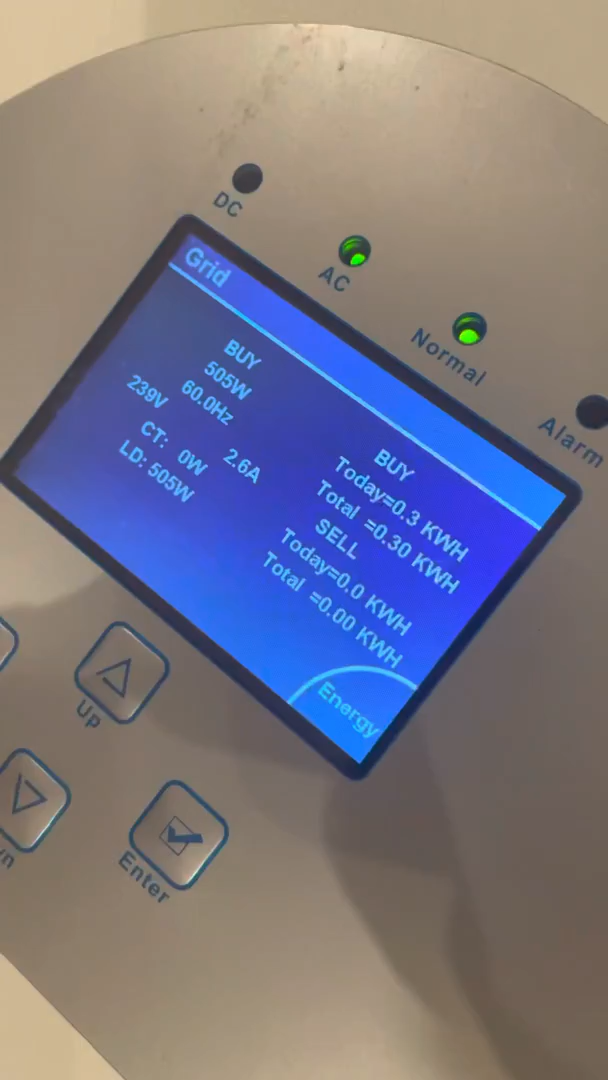 DC
AC
Normal
Alarm
Grid
BUY
505W
239V 60.0Hz
CT: 0W 2.6A
LD: 505W
BUY
Today=0.3 KWH
Total =0.30 KWH
SELL
Today=0.0 KWH
Total =0.00 KWH
Energy
Up
Enter